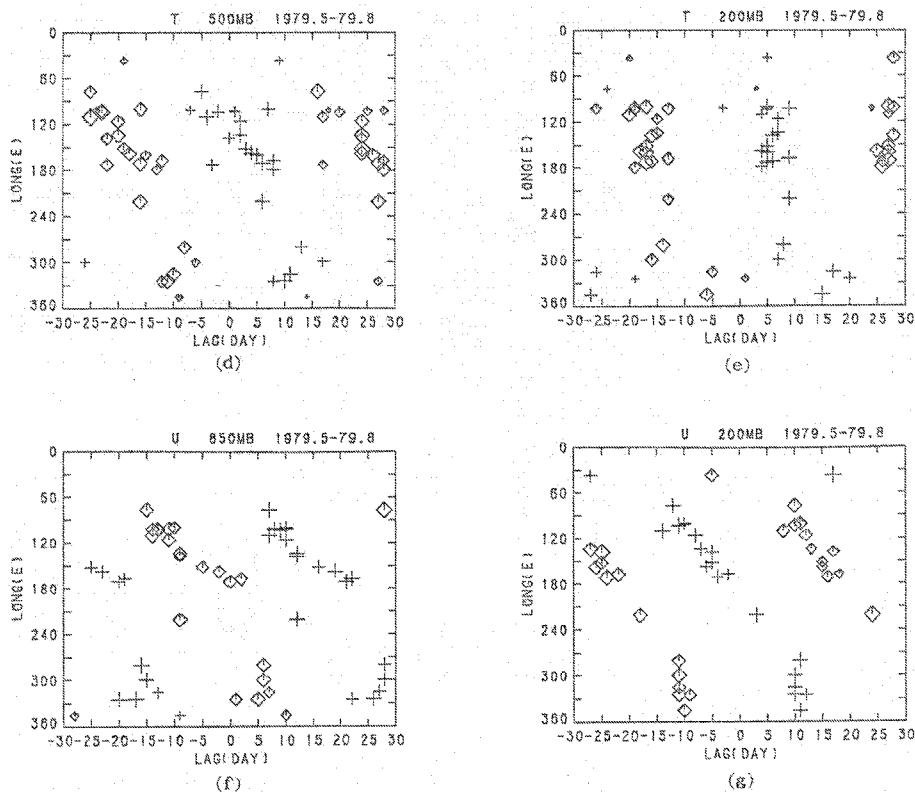 T 500MB 1979.5-79.8
0
60
120
180
240
300
360
LONG(E)
-30-25-20-15-10 -5 0 5 10 15 20 25 30
LAG(DAY)
(d)
T 200MB 1979.5-79.8
0
60
120
180
240
300
360
LONG(E)
-30-25-20-15-10 -5 0 5 10 15 20 25 30
LAG(DAY)
(e)
U 850MB 1979.5-79.8
0
60
120
180
240
300
360
LONG(E)
-30-25-20-15-10 -5 0 5 10 15 20 25 30
LAG(DAY)
(f)
U 200MB 1979.5-79.8
0
60
120
180
240
300
360
LONG(E)
-30-25-20-15-10 -5 0 5 10 15 20 25 30
LAG(DAY)
(g)